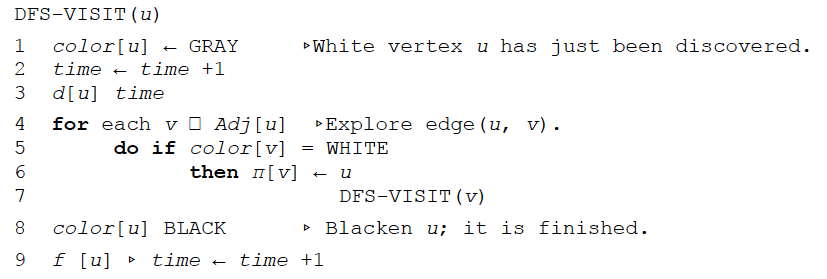 DFS-VISIT(u)
1 color[u] ← GRAY ▹White vertex u has just been discovered.
2 time ← time +1
3 d[u] time
4 for each v □ Adj[u] ▹Explore edge(u, v).
5 do if color[v] = WHITE
6 then π[v] ← u
7 DFS-VISIT(v)
8 color[u] BLACK ▹ Blacken u; it is finished.
9 f [u] ▹ time ← time +1